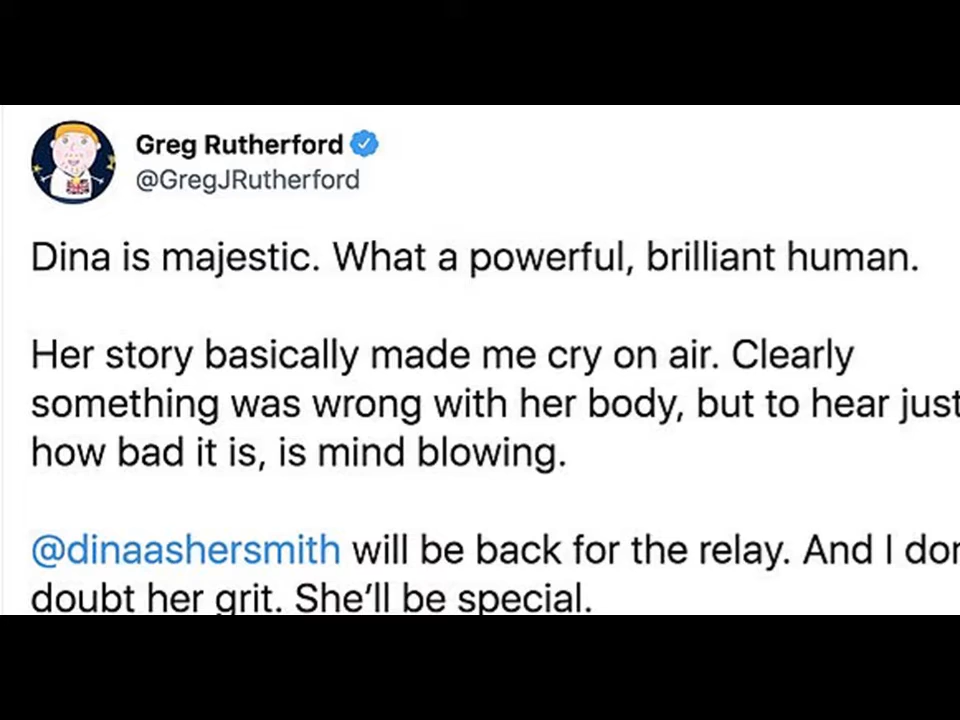 Greg Rutherford
@GregJRutherford
Dina is majestic. What a powerful, brilliant human.
Her story basically made me cry on air. Clearly
something was wrong with her body, but to hear just
how bad it is, is mind blowing.
@dinaashersmith will be back for the relay. And I
doubt her grit. She’ll be special.